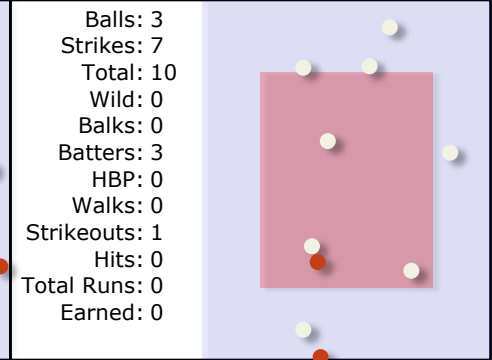 Balls: 3
Strikes: 7
Total: 10
Wild: 0
Balks: 0
Batters: 3
HBP: 0
Walks: 0
Strikeouts: 1
Hits: 0
Total Runs: 0
Earned: 0